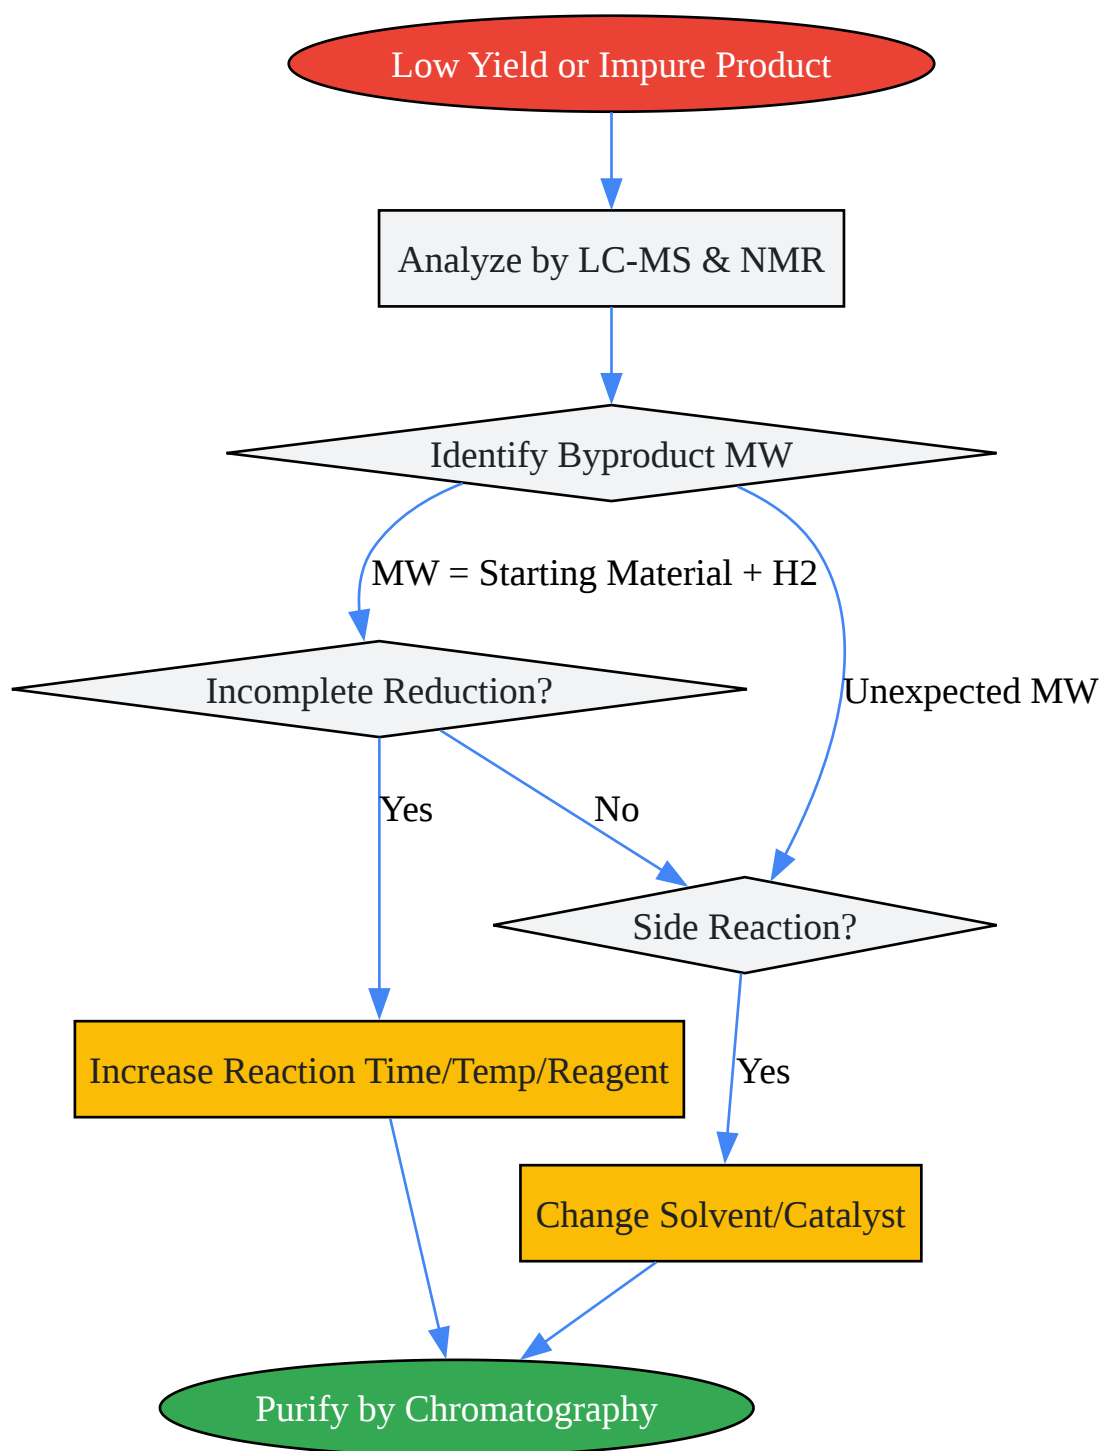 Low Yield or Impure Product
Analyze by LC-MS & NMR
Identify Byproduct MW
MW = Starting Material + H2
Incomplete Reduction?
Unexpected MW
Yes
No
Side Reaction?
Increase Reaction Time/Temp/Reagent
Yes
Change Solvent/Catalyst
Purify by Chromatography